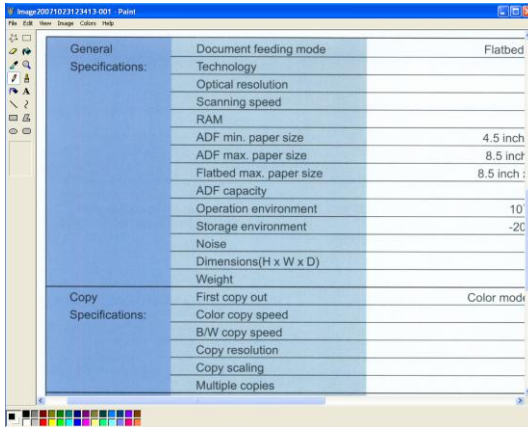 Image20071023123413-001 - Paint
File Edit View Image Colors Help
General Document feeding mode Flatbed
Specifications: Technology
Optical resolution
Scanning speed
RAM
ADF min. paper size 4.5 inch
ADF max. paper size 8.5 inch
Flatbed max. paper size 8.5 inch
ADF capacity
Operation environment 10
Storage environment -20
Noise
Dimensions(H x W x D)
Weight
Copy First copy out Color mode
Specifications: Color copy speed
B/W copy speed
Copy resolution
Copy scaling
Multiple copies